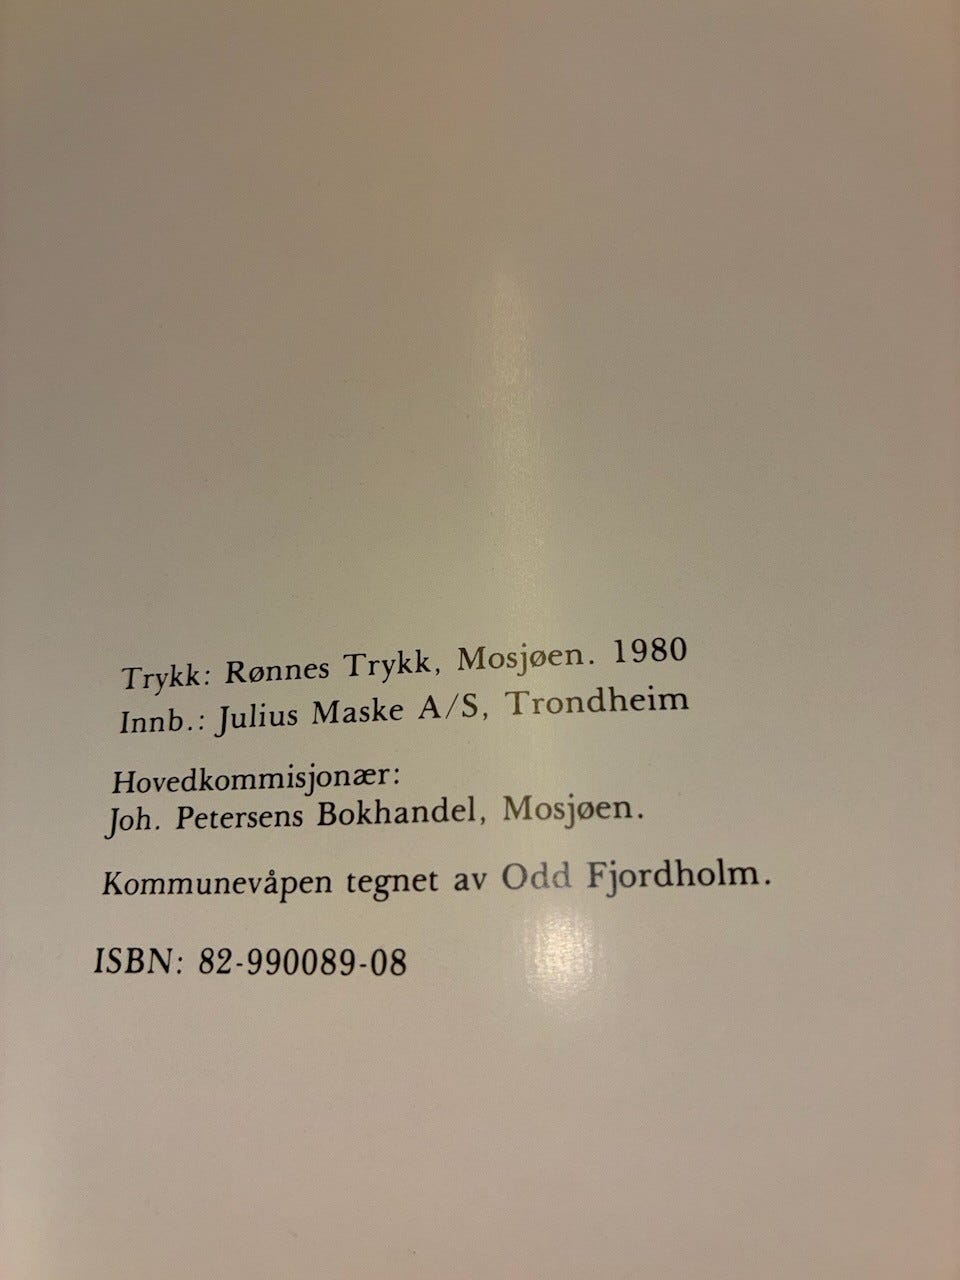 Trykk: Rønnes Trykk, Mosjøen. 1980
Innb.: Julius Maske A/S, Trondheim
Hovedkommisjonær:
Joh. Petersens Bokhandel, Mosjøen.
Kommunevåpen tegnet av Odd Fjordholm.
ISBN: 82-990089-08